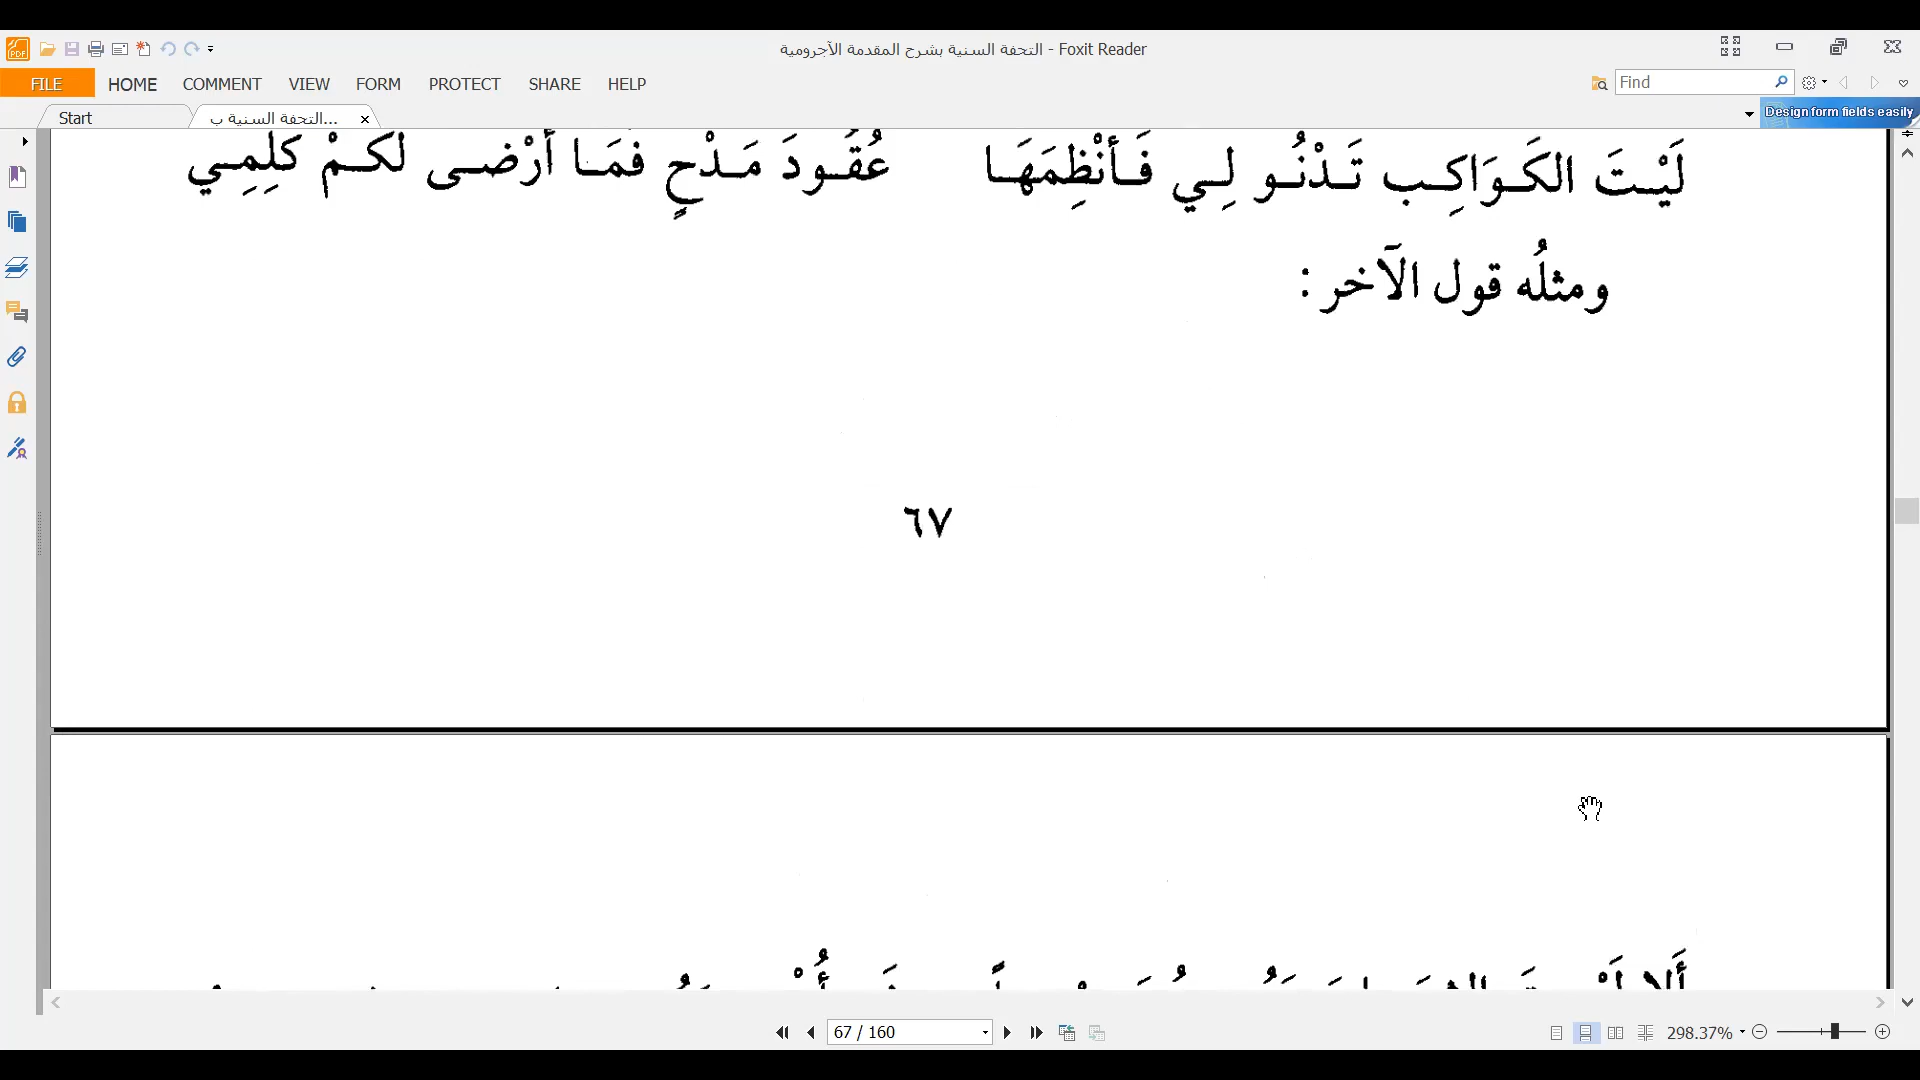 التحفة السنية بشرح المقدمة الآجرومية - Foxit Reader
FILE HOME COMMENT VIEW FORM PROTECT SHARE HELP
Find
Start
التحفة السنية ب...
Design form fields easily
لَيْتَ الكَوَاكِب تَدْنُو لِي فَأَنْظِمَهَا عُقُودَ مَدْحٍ فَمَا أَرْضى لَكُمْ كَلِمِي
ومثلُه قول الآخر :
٦٧
67 / 160
298.37%